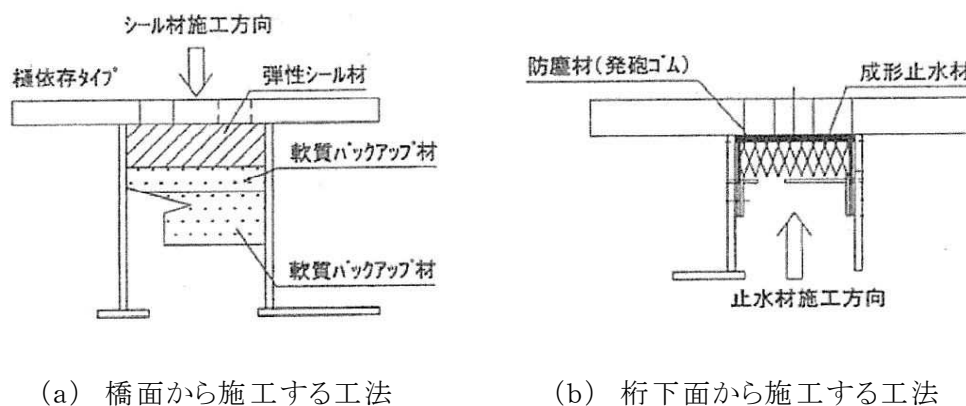 シール材施工方向
樋依存タイプ
弾性シール材
軟質バックアップ材
軟質バックアップ材
防塵材(発砲ゴム)
成形止水材
止水材施工方向
(a) 橋面から施工する工法
(b) 桁下面から施工する工法